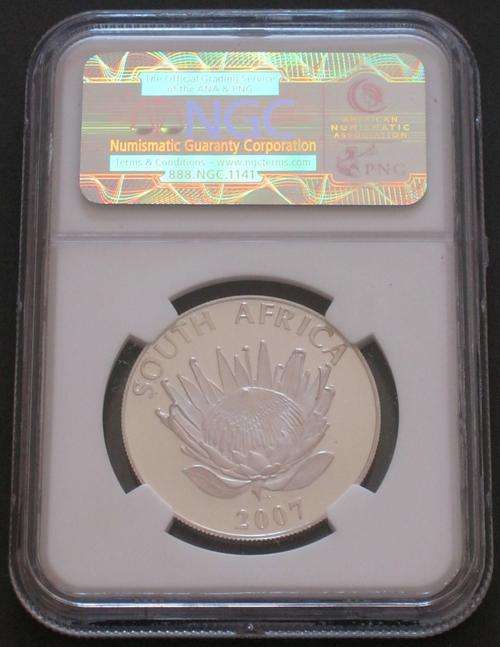 The Official Grading Service
of the ANA & PNG
NGC
Numismatic Guaranty Corporation
Terms & Conditions - www.ngcterms.com
888.NGC.1141
AMERICAN
NUMISMATIC
ASSOCIATION
PNG
SOUTH AFRICA
2007